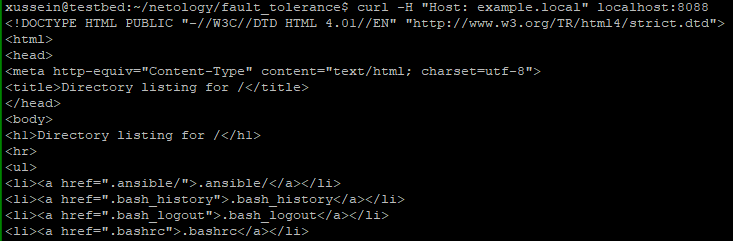 xussein@testbed:~/netology/fault_tolerance$ curl -H "Host: example.local" localhost:8088
<!DOCTYPE HTML PUBLIC "-//W3C//DTD HTML 4.01//EN" "http://www.w3.org/TR/html4/strict.dtd">
<html>
<head>
<meta http-equiv="Content-Type" content="text/html; charset=utf-8">
<title>Directory listing for /</title>
</head>
<body>
<h1>Directory listing for /</h1>
<hr>
<ul>
<li><a href=".ansible/">.ansible/</a></li>
<li><a href=".bash_history">.bash_history</a></li>
<li><a href=".bash_logout">.bash_logout</a></li>
<li><a href=".bashrc">.bashrc</a></li>